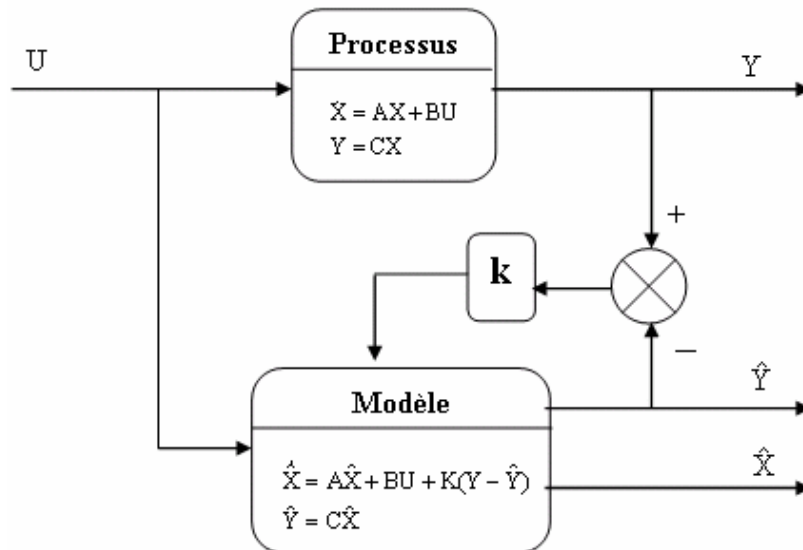 Processus
U
Y
Ẋ = AX+BU
Y = CX
+
k
−
Ŷ
Modèle
X̂
Ẋ̂ = AX̂+BU+K(Y−Ŷ)
Ŷ = CX̂